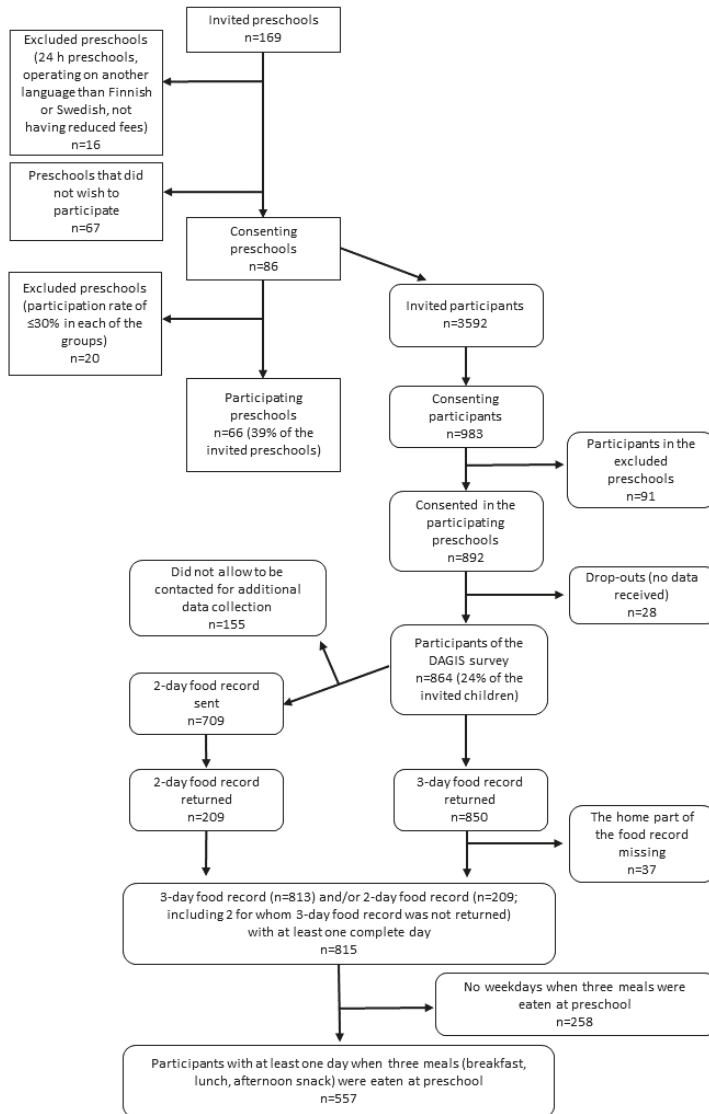 Invited preschools
n=169
Excluded preschools
(24 h preschools,
operating on another
language than Finnish
or Swedish, not
having reduced fees)
n=16
Preschools that did
not wish to
participate
n=67
Consenting
preschools
n=86
Excluded preschools
(participation rate of
≤30% in each of the
groups)
n=20
Invited participants
n=3592
Participating
preschools
n=66 (39% of the
invited preschools)
Consenting
participants
n=983
Participants in the
excluded
preschools
n=91
Consented in the
participating
preschools
n=892
Did not allow to be
contacted for additional
data collection
n=155
Drop-outs (no data
received)
n=28
Participants of the
DAGIS survey
n=864 (24% of the
invited children)
2-day food record
sent
n=709
2-day food record
returned
n=209
3-day food record
returned
n=850
The home part of
the food record
missing
n=37
3-day food record (n=813) and/or 2-day food record (n=209;
including 2 for whom 3-day food record was not returned)
with at least one complete day
n=815
No weekdays when three meals were
eaten at preschool
n=258
Participants with at least one day when three meals (breakfast,
lunch, afternoon snack) were eaten at preschool
n=557